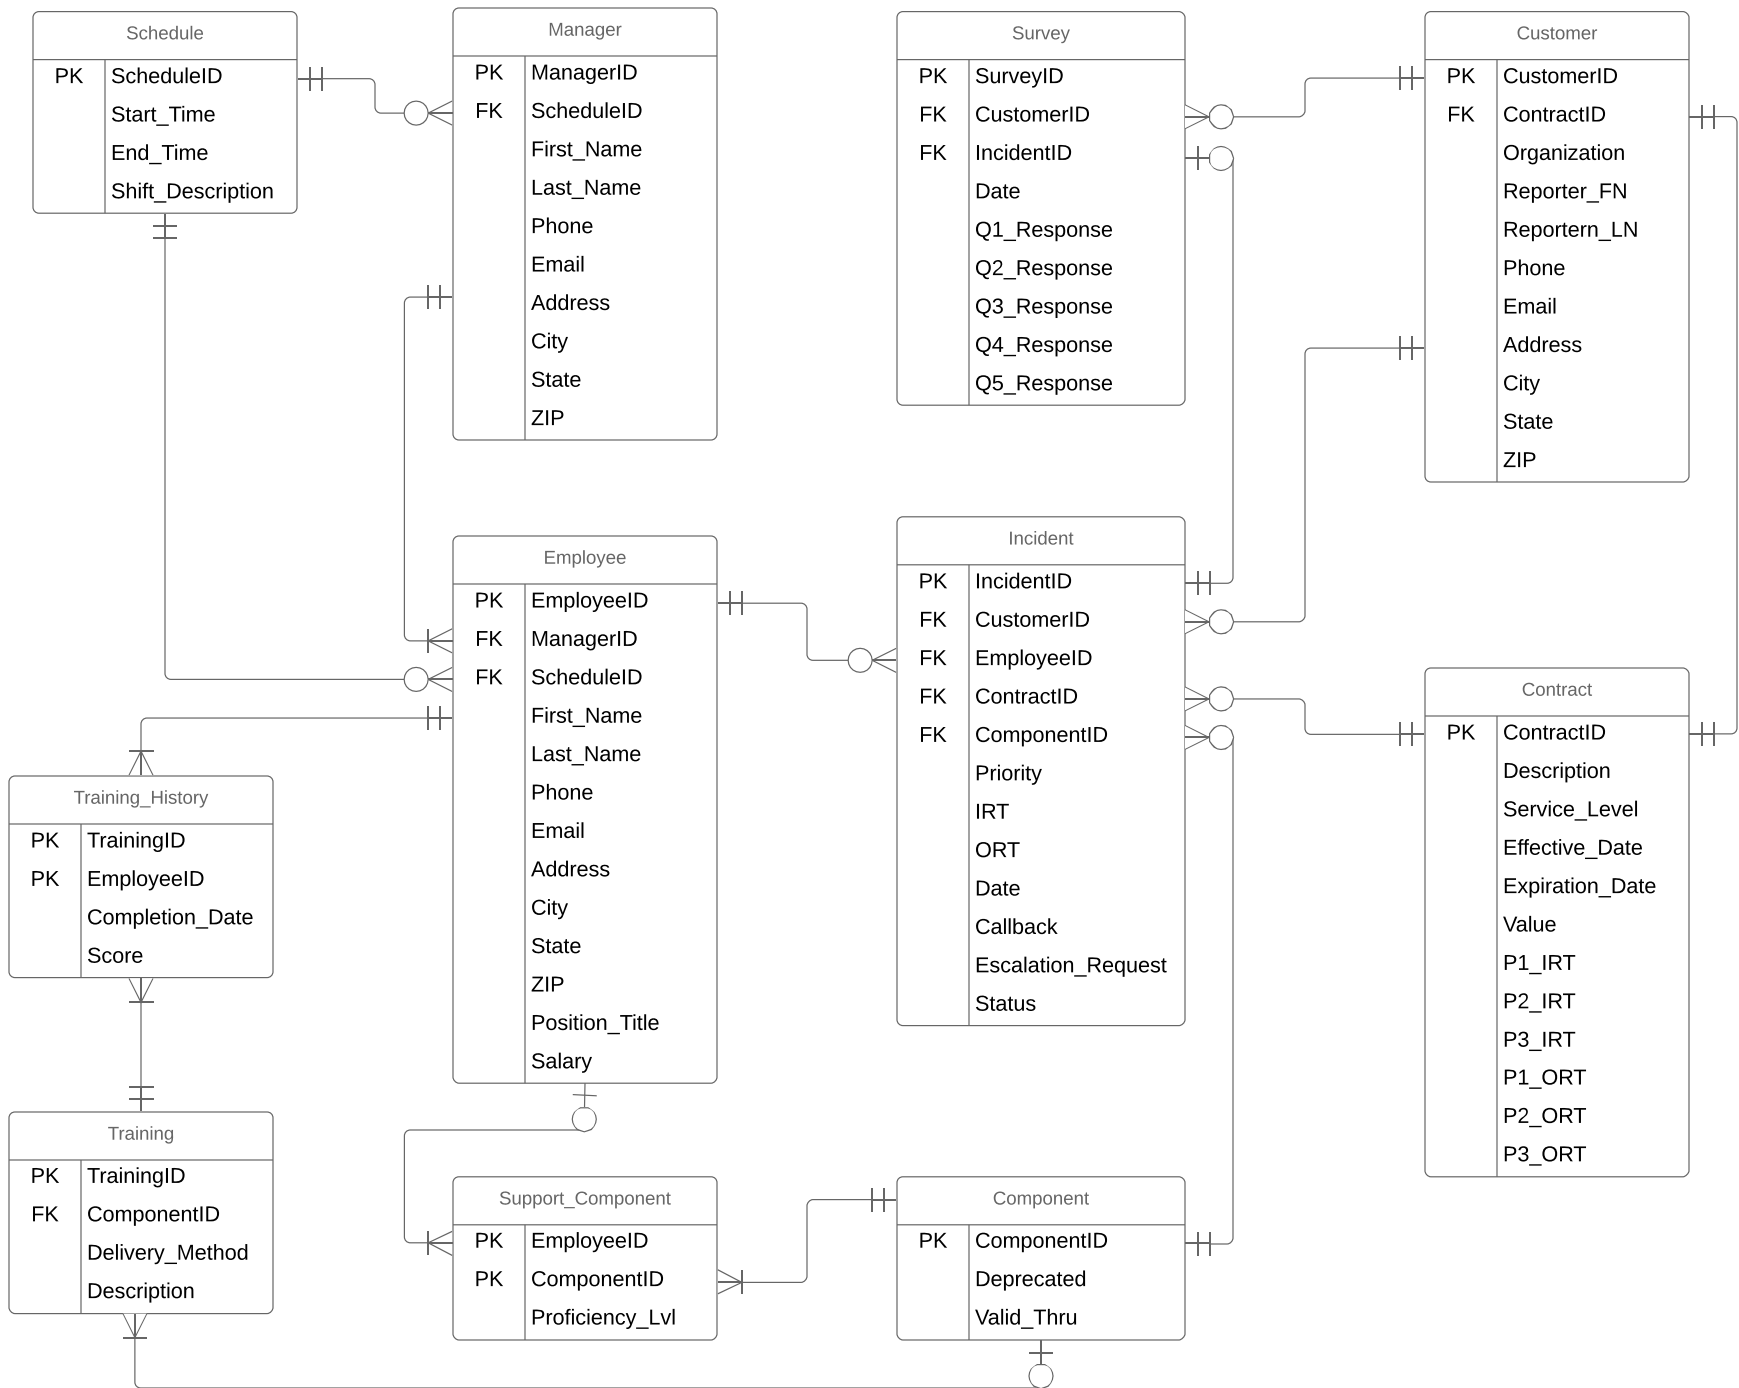 Schedule
PK ScheduleID
Start_Time
End_Time
Shift_Description
Manager
PK ManagerID
FK ScheduleID
First_Name
Last_Name
Phone
Email
Address
City
State
ZIP
Survey
PK SurveyID
FK CustomerID
FK IncidentID
Date
Q1_Response
Q2_Response
Q3_Response
Q4_Response
Q5_Response
Customer
PK CustomerID
FK ContractID
Organization
Reporter_FN
Reportern_LN
Phone
Email
Address
City
State
ZIP
Employee
PK EmployeeID
FK ManagerID
FK ScheduleID
First_Name
Last_Name
Phone
Email
Address
City
State
ZIP
Position_Title
Salary
Incident
PK IncidentID
FK CustomerID
FK EmployeeID
FK ContractID
FK ComponentID
Priority
IRT
ORT
Date
Callback
Escalation_Request
Status
Contract
PK ContractID
Description
Service_Level
Effective_Date
Expiration_Date
Value
P1_IRT
P2_IRT
P3_IRT
P1_ORT
P2_ORT
P3_ORT
Training_History
PK TrainingID
PK EmployeeID
Completion_Date
Score
Training
PK TrainingID
FK ComponentID
Delivery_Method
Description
Support_Component
PK EmployeeID
PK ComponentID
Proficiency_Lvl
Component
PK ComponentID
Deprecated
Valid_Thru